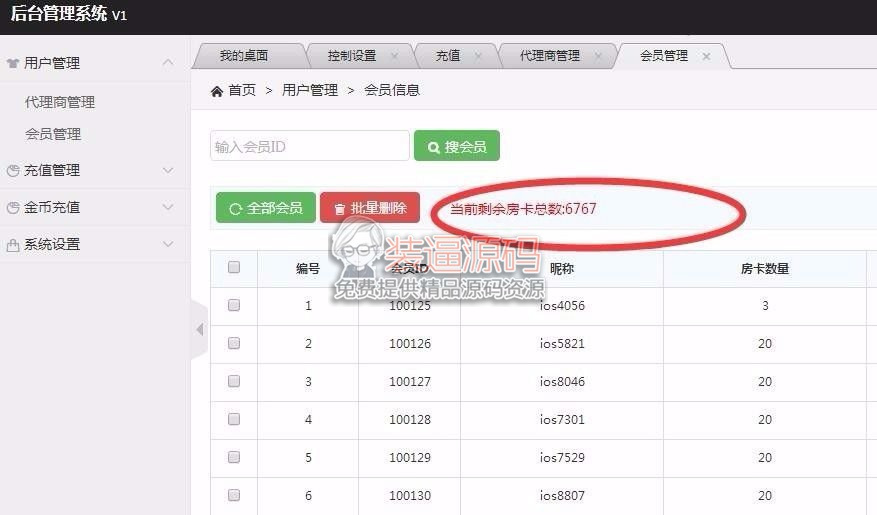 后台管理系统 V1
用户管理
代理商管理
会员管理
充值管理
金币充值
系统设置
我的桌面 控制设置 充值 代理商管理 会员管理
首页 > 用户管理 > 会员信息
输入会员ID 搜会员
全部会员 批量删除 当前剩余房卡总数:6767
装逼源码
免费提供精品源码资源
编号 会员ID 昵称 房卡数量
1 100125 ios4056 3
2 100126 ios5821 20
3 100127 ios8046 20
4 100128 ios7301 20
5 100129 ios7529 20
6 100130 ios8807 20